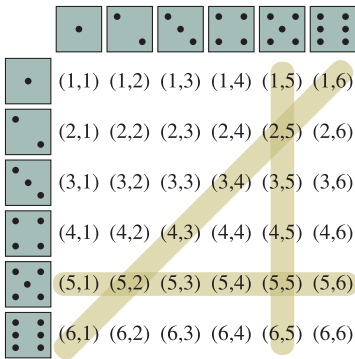 (1,1) (1,2) (1,3) (1,4) (1,5) (1,6)
(2,1) (2,2) (2,3) (2,4) (2,5) (2,6)
(3,1) (3,2) (3,3) (3,4) (3,5) (3,6)
(4,1) (4,2) (4,3) (4,4) (4,5) (4,6)
(5,1) (5,2) (5,3) (5,4) (5,5) (5,6)
(6,1) (6,2) (6,3) (6,4) (6,5) (6,6)